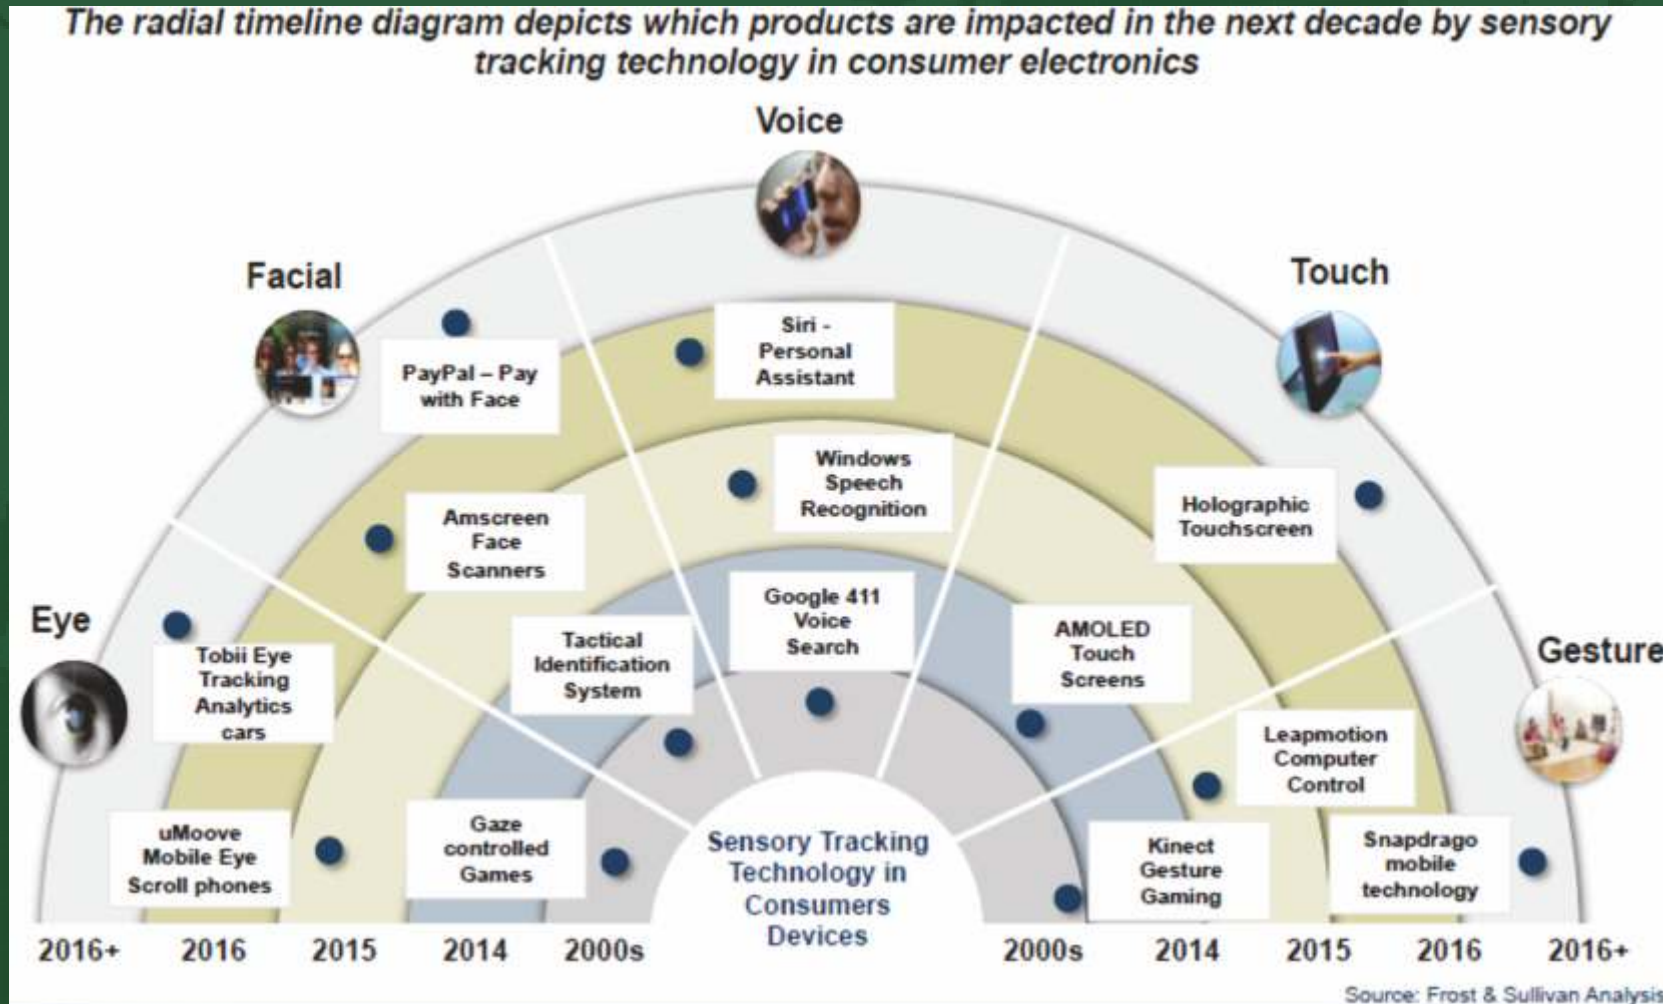 The radial timeline diagram depicts which products are impacted in the next decade by sensory
tracking technology in consumer electronics
Voice
Facial
Touch
Eye
Gesture
PayPal – Pay
with Face
Siri -
Personal
Assistant
Windows
Speech
Recognition
Holographic
Touchscreen
Amscreen
Face
Scanners
Google 411
Voice
Search
Tactical
Identification
System
AMOLED
Touch
Screens
Tobii Eye
Tracking
Analytics
cars
Leapmotion
Computer
Control
uMoove
Mobile Eye
Scroll phones
Gaze
controlled
Games
Kinect
Gesture
Gaming
Snapdrago
mobile
technology
Sensory Tracking
Technology in
Consumers
Devices
2016+ 2016 2015 2014 2000s 2000s 2014 2015 2016 2016+
Source: Frost & Sullivan Analysis